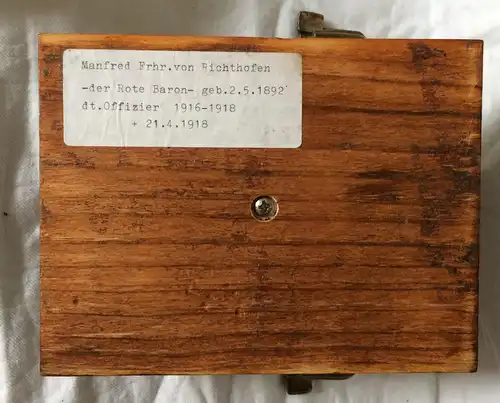 Manfred Frhr.von Richthofen
-der Rote Baron- geb.2.5.1892
dt.Offizier 1916-1918
+ 21.4.1918